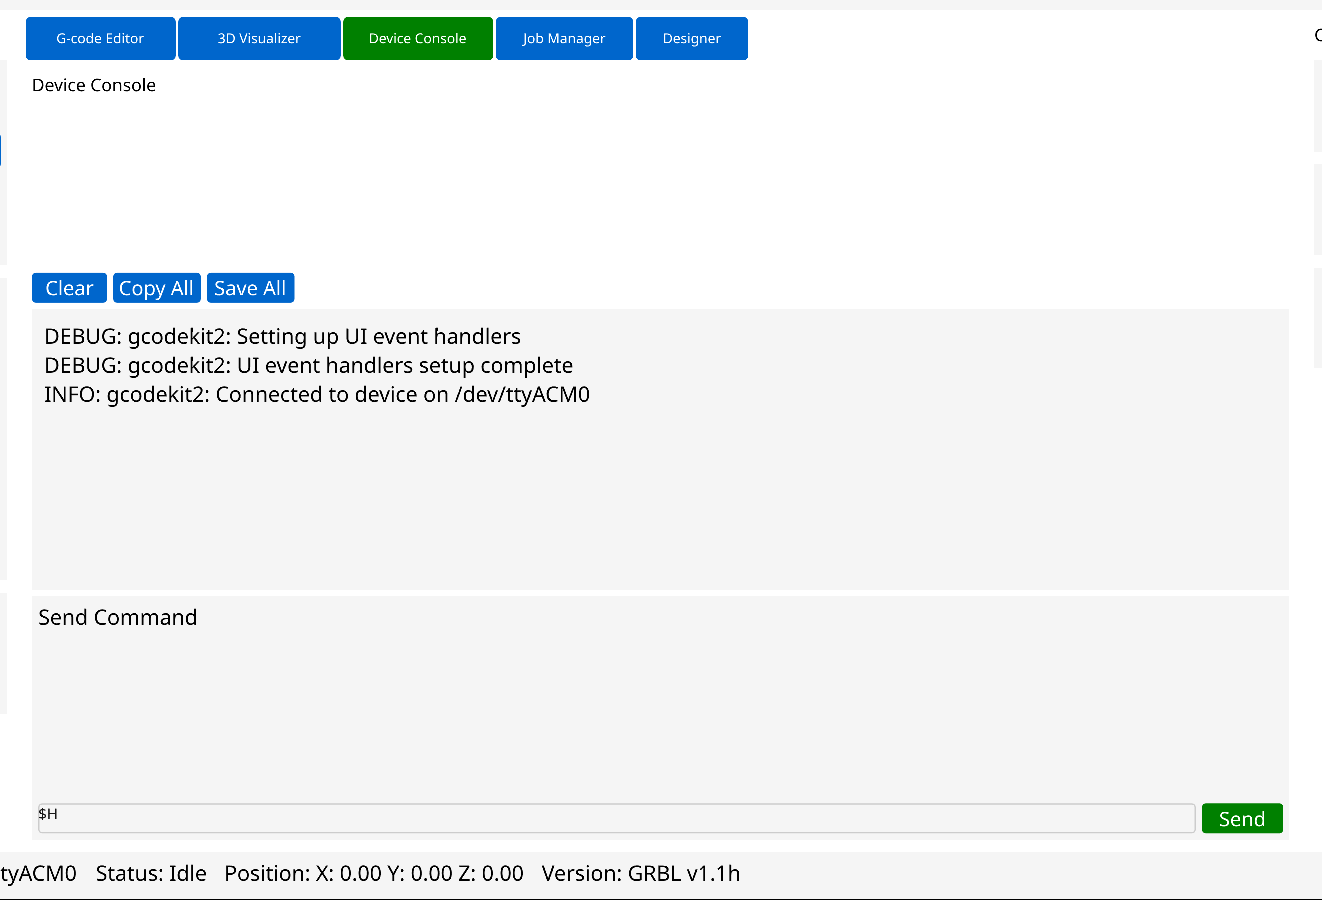 G-code Editor 3D Visualizer Device Console Job Manager Designer
Device Console
Clear Copy All Save All
DEBUG: gcodekit2: Setting up UI event handlers
DEBUG: gcodekit2: UI event handlers setup complete
INFO: gcodekit2: Connected to device on /dev/ttyACM0
Send Command
$H Send
tyACM0 Status: Idle Position: X: 0.00 Y: 0.00 Z: 0.00 Version: GRBL v1.1h